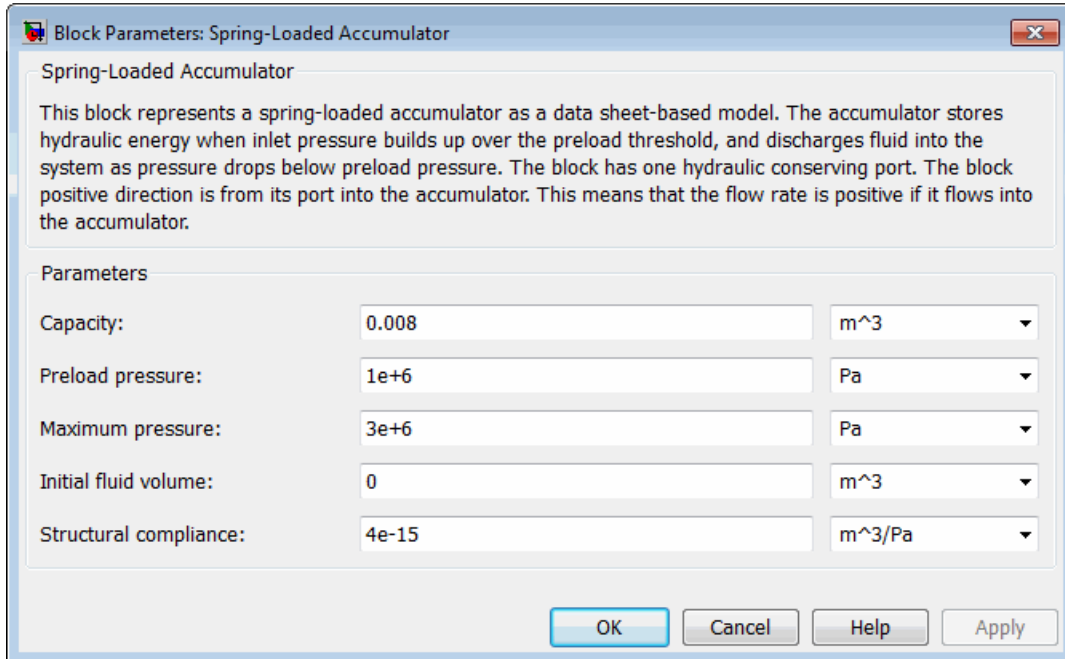 Block Parameters: Spring-Loaded Accumulator
Spring-Loaded Accumulator
This block represents a spring-loaded accumulator as a data sheet-based model. The accumulator stores
hydraulic energy when inlet pressure builds up over the preload threshold, and discharges fluid into the
system as pressure drops below preload pressure. The block has one hydraulic conserving port. The block
positive direction is from its port into the accumulator. This means that the flow rate is positive if it flows into
the accumulator.
Parameters
Capacity: 0.008 m^3
Preload pressure: 1e+6 Pa
Maximum pressure: 3e+6 Pa
Initial fluid volume: 0 m^3
Structural compliance: 4e-15 m^3/Pa
OK Cancel Help Apply